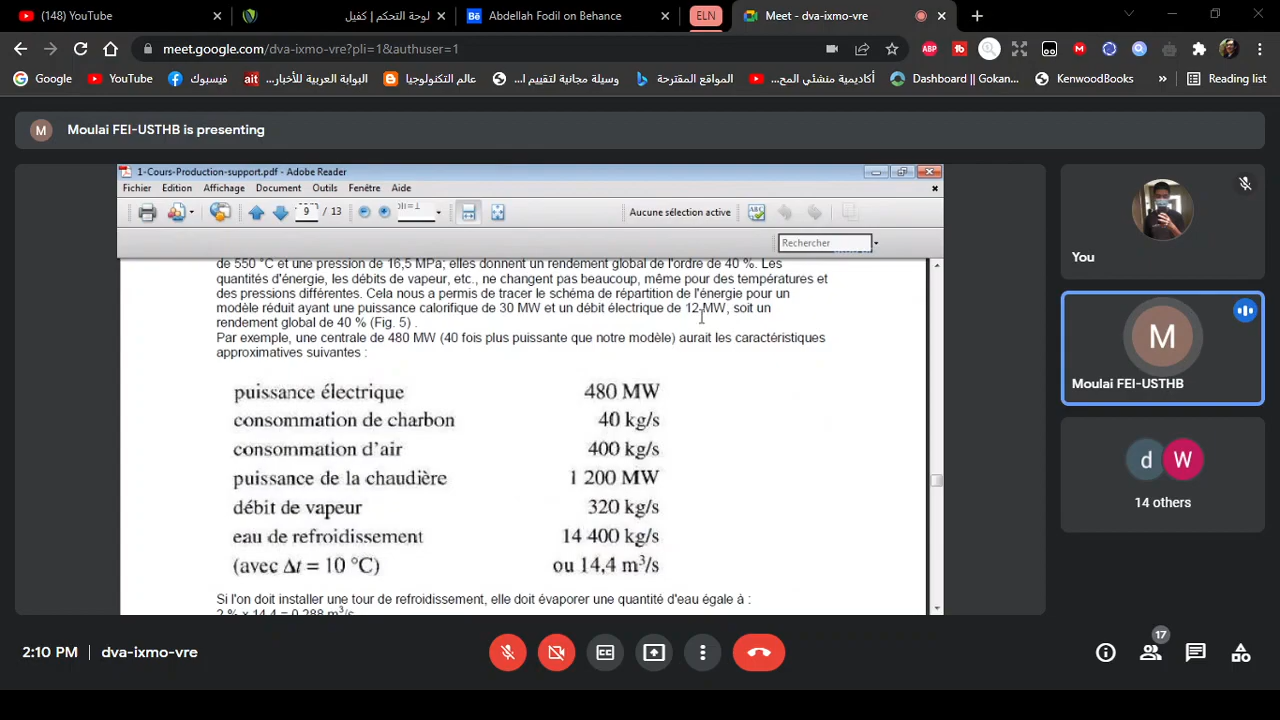 (148) YouTube
لوحة التحكم | كفيل
Abdellah Fodil on Behance
ELN
Meet - dva-ixmo-vre
meet.google.com/dva-ixmo-vre?pli=1&authuser=1
Google
YouTube
فيسبوك
البوابة العربية للأخبار...
عالم التكنولوجيا
وسيلة مجانية لتقييم ا...
المواقع المقترحة
أكاديمية منشئي المح...
Dashboard || Gokan...
KenwoodBooks
»
Reading list
M
Moulai FEI-USTHB is presenting
1-Cours-Production-support.pdf - Adobe Reader
Fichier Edition Affichage Document Outils Fenêtre Aide
9 / 13
Aucune sélection active
Rechercher
de 550 °C et une pression de 16,5 MPa; elles donnent un rendement global de l'ordre de 40 %. Les
quantités d'énergie, les débits de vapeur, etc., ne changent pas beaucoup, même pour des températures et
des pressions différentes. Cela nous a permis de tracer le schéma de répartition de l'énergie pour un
modèle réduit ayant une puissance calorifique de 30 MW et un débit électrique de 12 MW, soit un
rendement global de 40 % (Fig. 5) .
Par exemple, une centrale de 480 MW (40 fois plus puissante que notre modèle) aurait les caractéristiques
approximatives suivantes :
puissance électrique 480 MW
consommation de charbon 40 kg/s
consommation d'air 400 kg/s
puissance de la chaudière 1 200 MW
débit de vapeur 320 kg/s
eau de refroidissement 14 400 kg/s
(avec Δt = 10 °C) ou 14,4 m³/s
Si l'on doit installer une tour de refroidissement, elle doit évaporer une quantité d'eau égale à :
2 % x 14,4 = 0,288 m³/s
You
M
Moulai FEI-USTHB
d W
14 others
2:10 PM | dva-ixmo-vre
17